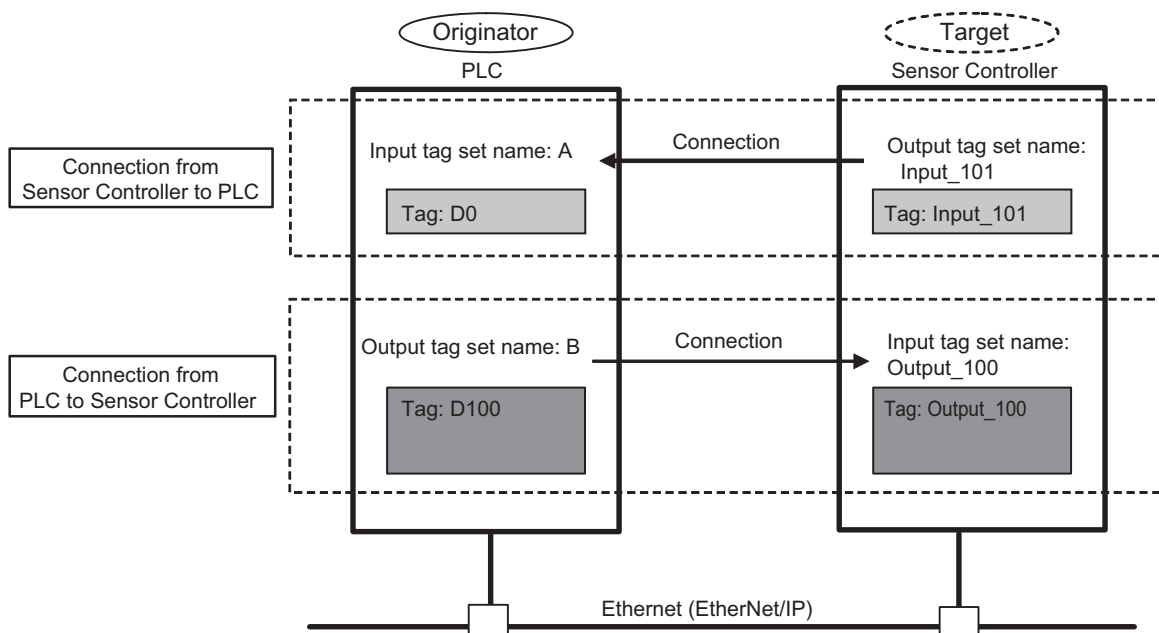 Originator
Target
PLC
Sensor Controller
Connection from
Sensor Controller to PLC
Input tag set name: A
Tag: D0
Connection
Output tag set name:
Input_101
Tag: Input_101
Connection from
PLC to Sensor Controller
Output tag set name: B
Tag: D100
Connection
Input tag set name:
Output_100
Tag: Output_100
Ethernet (EtherNet/IP)